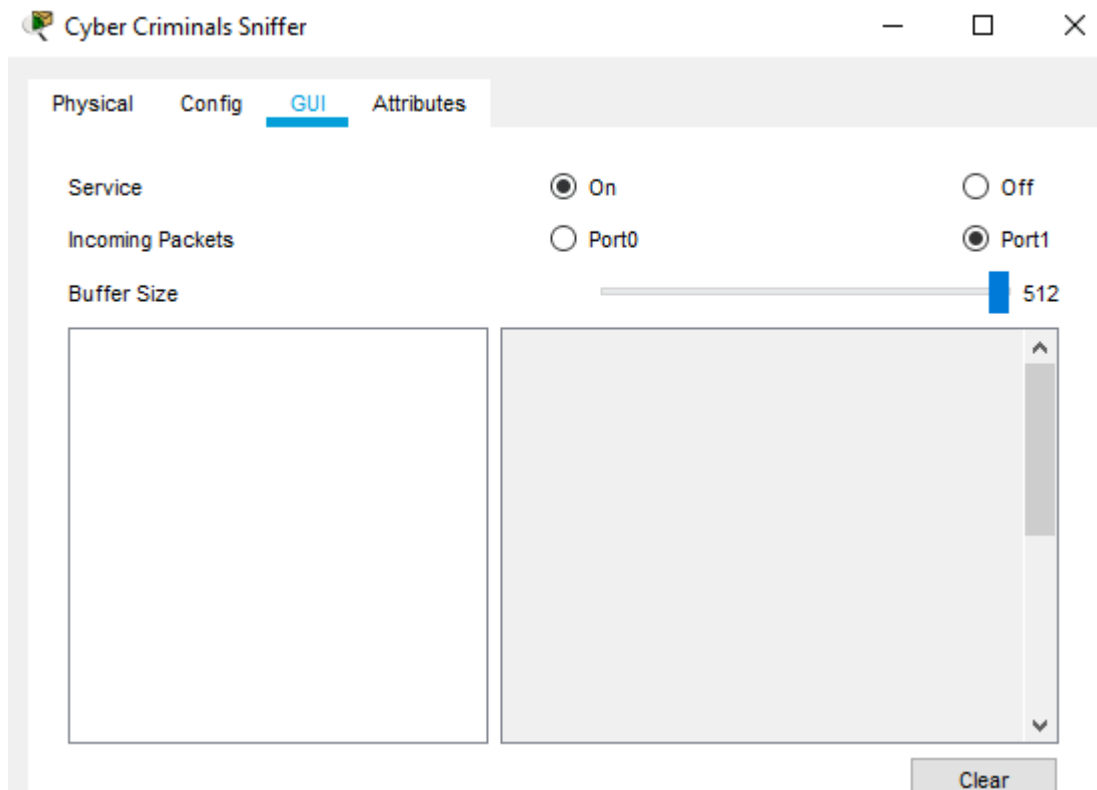 Cyber Criminals Sniffer
Physical Config GUI Attributes
Service On Off
Incoming Packets Port0 Port1
Buffer Size 512
Clear